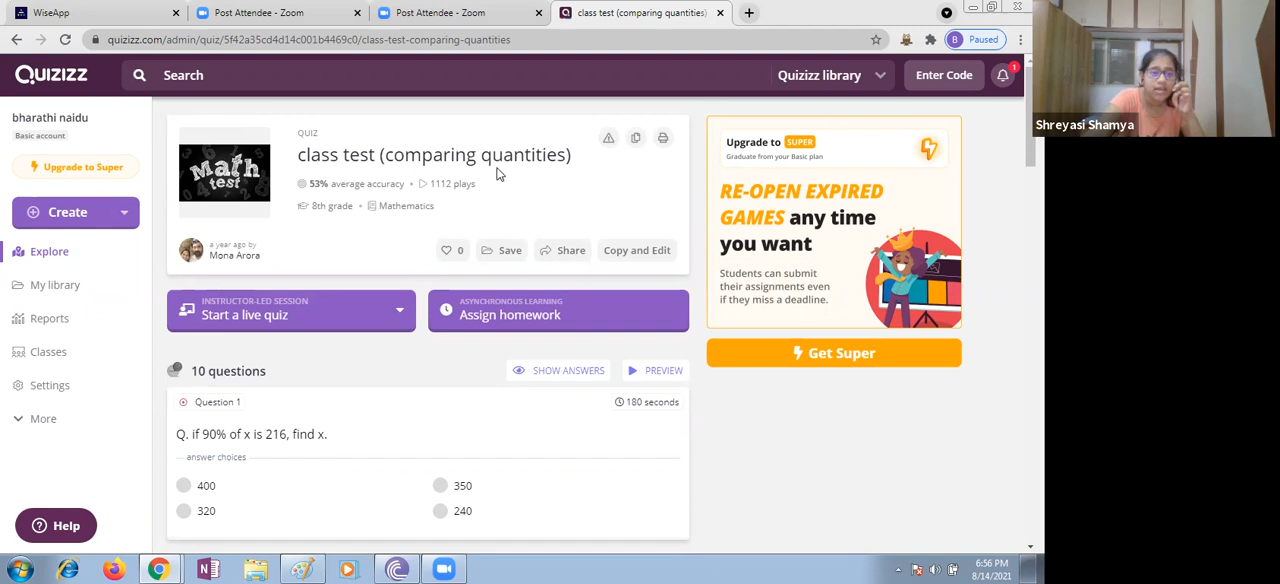 WiseApp
Post Attendee - Zoom
Post Attendee - Zoom
class test (comparing quantities)
quizizz.com/admin/quiz/5f42a35cd4d14c001b4469c0/class-test-comparing-quantities
B Paused
QUIZIZZ
Search
Quizizz library
Enter Code
1
bharathi naidu
Basic account
Upgrade to Super
Create
Explore
My library
Reports
Classes
Settings
More
Help
Math
test
QUIZ
class test (comparing quantities)
53% average accuracy • 1112 plays
8th grade • Mathematics
a year ago by
Mona Arora
0
Save
Share
Copy and Edit
INSTRUCTOR-LED SESSION
Start a live quiz
ASYNCHRONOUS LEARNING
Assign homework
10 questions
SHOW ANSWERS
PREVIEW
Question 1
180 seconds
Q. if 90% of x is 216, find x.
answer choices
400
350
320
240
Upgrade to SUPER
Graduate from your Basic plan
RE-OPEN EXPIRED
GAMES any time
you want
Students can submit
their assignments even
if they miss a deadline.
Get Super
Shreyasi Shamya
6:56 PM
8/14/2021